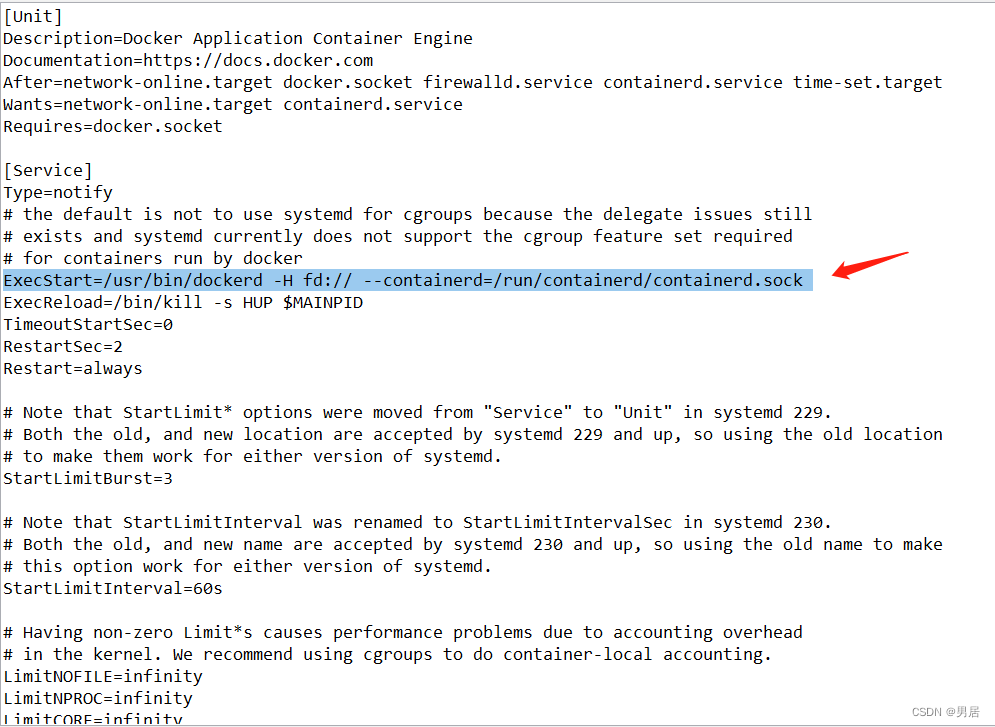 [Unit]
Description=Docker Application Container Engine
Documentation=https://docs.docker.com
After=network-online.target docker.socket firewalld.service containerd.service time-set.target
Wants=network-online.target containerd.service
Requires=docker.socket
[Service]
Type=notify
# the default is not to use systemd for cgroups because the delegate issues still
# exists and systemd currently does not support the cgroup feature set required
# for containers run by docker
ExecStart=/usr/bin/dockerd -H fd:// --containerd=/run/containerd/containerd.sock
ExecReload=/bin/kill -s HUP $MAINPID
TimeoutStartSec=0
RestartSec=2
Restart=always
# Note that StartLimit* options were moved from "Service" to "Unit" in systemd 229.
# Both the old, and new location are accepted by systemd 229 and up, so using the old location
# to make them work for either version of systemd.
StartLimitBurst=3
# Note that StartLimitInterval was renamed to StartLimitIntervalSec in systemd 230.
# Both the old, and new name are accepted by systemd 230 and up, so using the old name to make
# this option work for either version of systemd.
StartLimitInterval=60s
# Having non-zero Limit*s causes performance problems due to accounting overhead
# in the kernel. We recommend using cgroups to do container-local accounting.
LimitNOFILE=infinity
LimitNPROC=infinity
LimitCORE=infinity
CSDN @男居